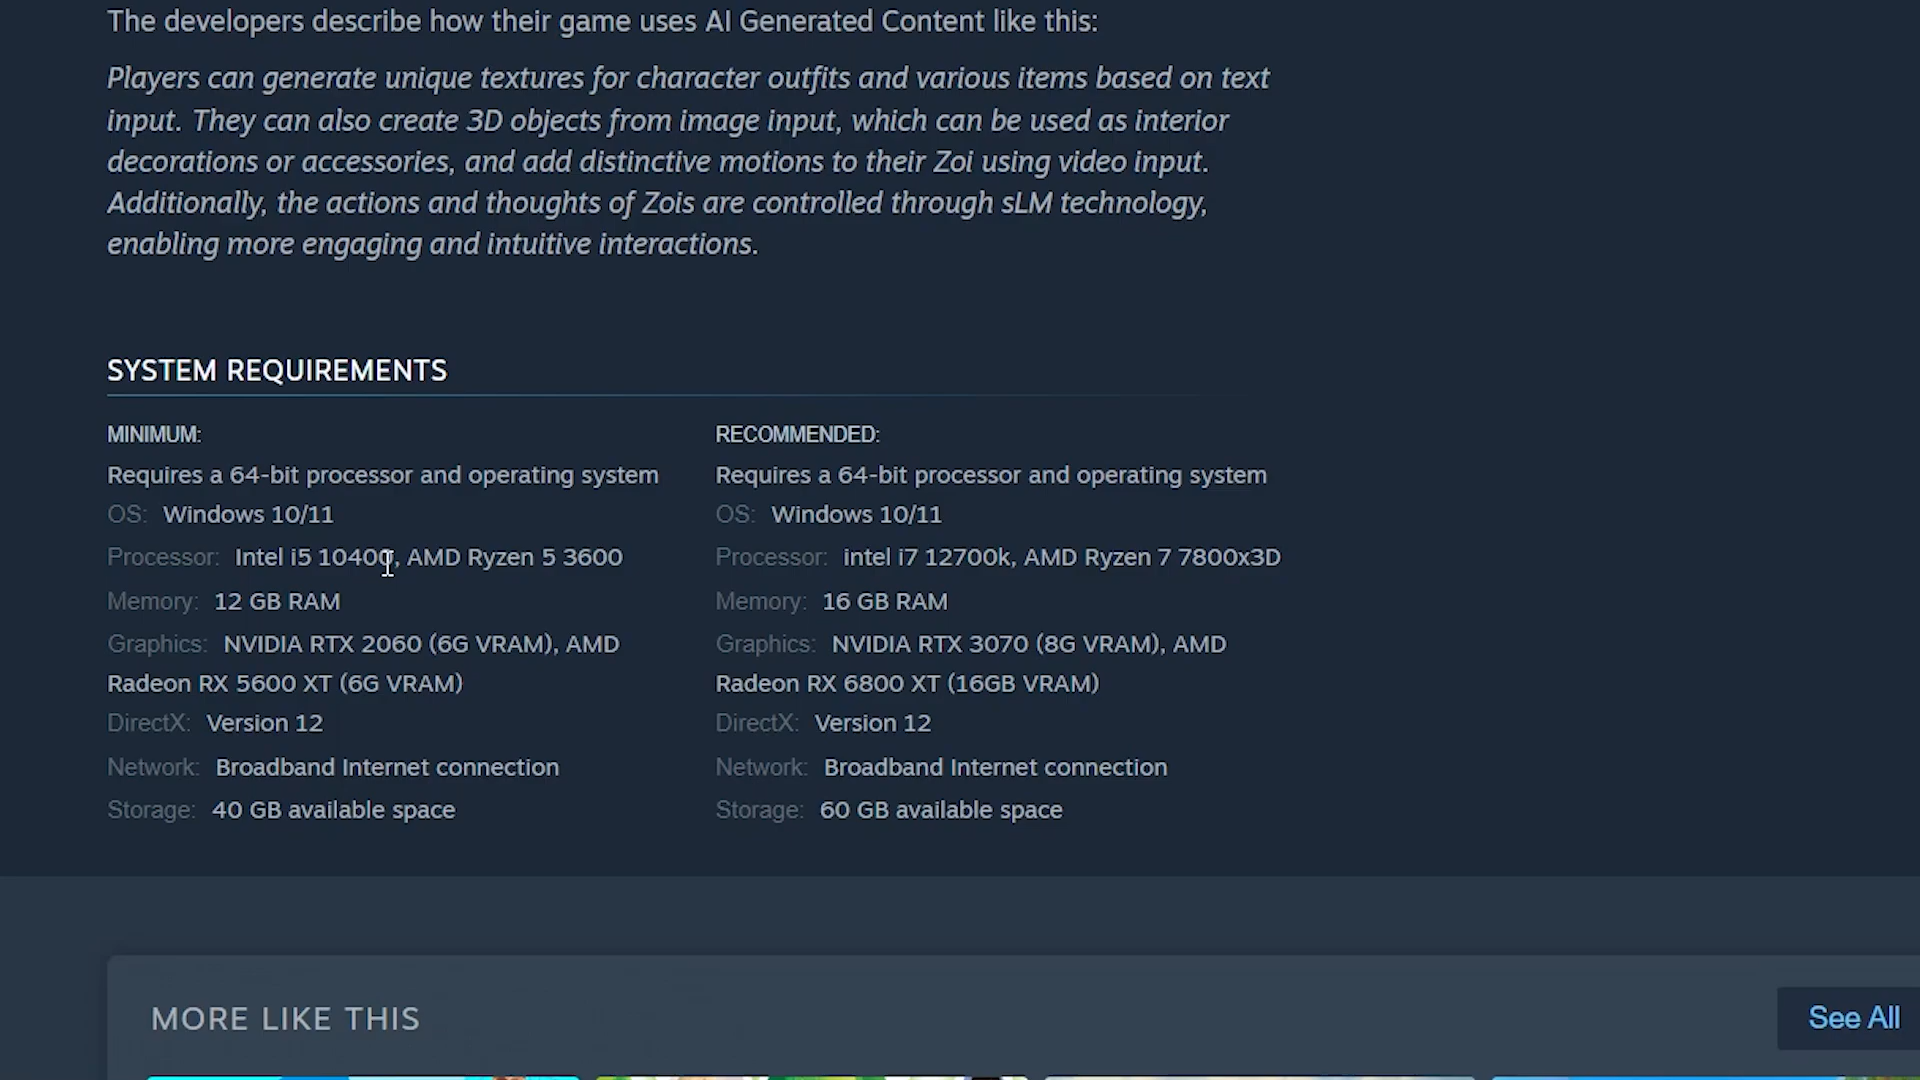 The developers describe how their game uses AI Generated Content like this:
Players can generate unique textures for character outfits and various items based on text
input. They can also create 3D objects from image input, which can be used as interior
decorations or accessories, and add distinctive motions to their Zoi using video input.
Additionally, the actions and thoughts of Zois are controlled through sLM technology,
enabling more engaging and intuitive interactions.
SYSTEM REQUIREMENTS
MINIMUM:
Requires a 64-bit processor and operating system
OS: Windows 10/11
Processor: Intel i5 10400, AMD Ryzen 5 3600
Memory: 12 GB RAM
Graphics: NVIDIA RTX 2060 (6G VRAM), AMD
Radeon RX 5600 XT (6G VRAM)
DirectX: Version 12
Network: Broadband Internet connection
Storage: 40 GB available space
RECOMMENDED:
Requires a 64-bit processor and operating system
OS: Windows 10/11
Processor: intel i7 12700k, AMD Ryzen 7 7800x3D
Memory: 16 GB RAM
Graphics: NVIDIA RTX 3070 (8G VRAM), AMD
Radeon RX 6800 XT (16GB VRAM)
DirectX: Version 12
Network: Broadband Internet connection
Storage: 60 GB available space
MORE LIKE THIS
See All